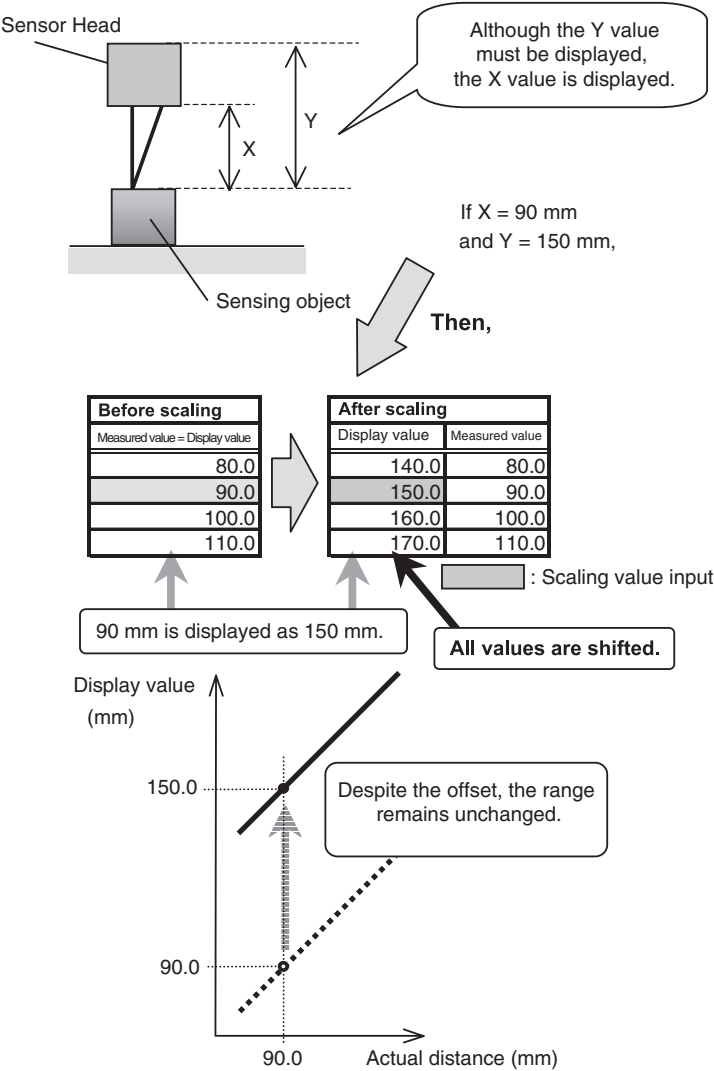 Sensor Head
Although the Y value
must be displayed,
the X value is displayed.
Y
X
If X = 90 mm
and Y = 150 mm,
Sensing object
Then,
Before scaling
Measured value = Display value
80.0
90.0
100.0
110.0
After scaling
Display value Measured value
140.0 80.0
150.0 90.0
160.0 100.0
170.0 110.0
: Scaling value input
90 mm is displayed as 150 mm.
All values are shifted.
Display value
(mm)
150.0
Despite the offset, the range
remains unchanged.
90.0
90.0
Actual distance (mm)